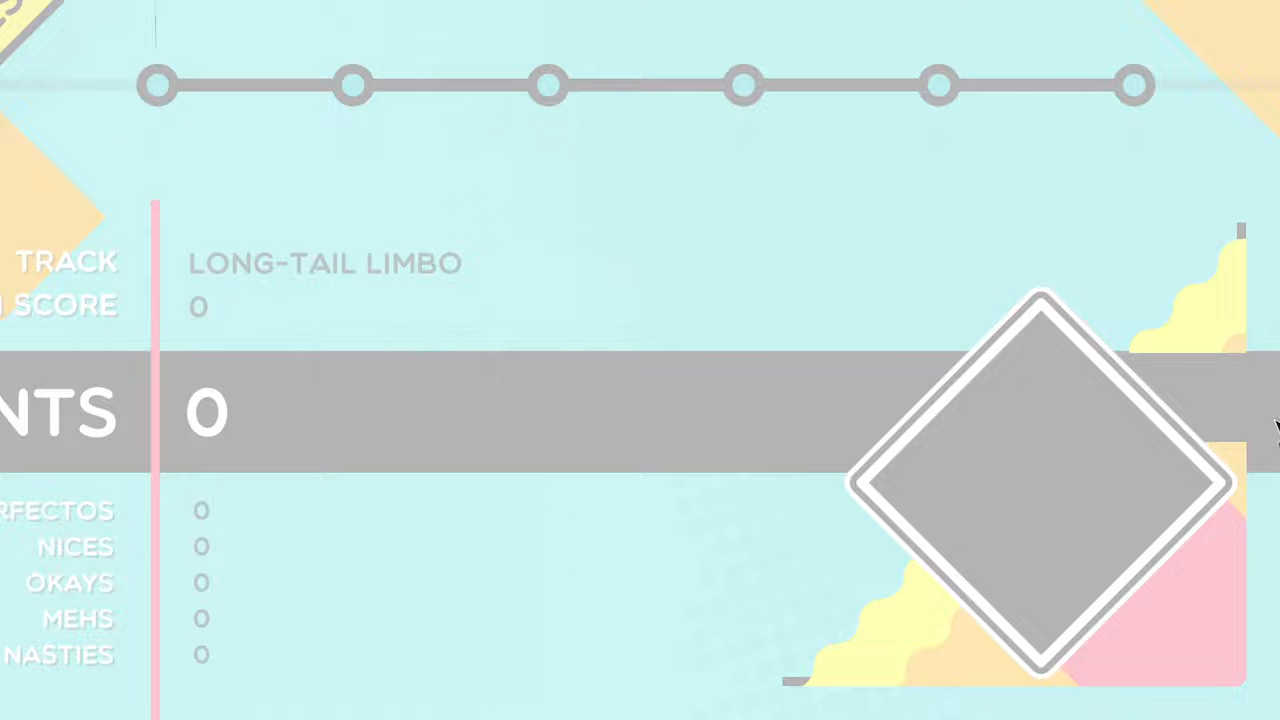 TRACK LONG-TAIL LIMBO
SCORE 0
NTS 0
RFECTOS 0
NICES 0
OKAYS 0
MEHS 0
NASTIES 0